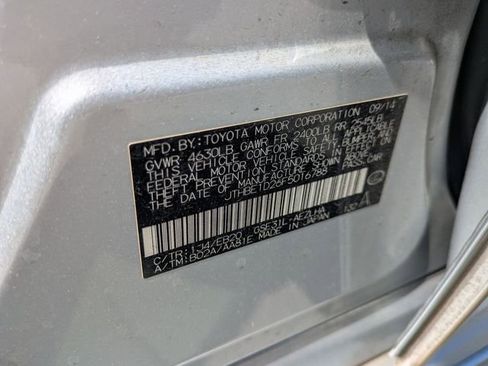 MFD.BY: TOYOTA MOTOR CORPORATION 09/14
GVWR 4630LB GAWR FR 2400LB RR 2545LB
THIS VEHICLE CONFORMS TO ALL APPLICABLE
FEDERAL MOTOR VEHICLE SAFETY, BUMPER, AND
THEFT PREVENTION STANDARDS IN EFFECT ON
THE DATE OF MANUFACTURE SHOWN ABOVE.
JTHBE1D26F5016788 CAR
C/TR: 1J4/EB20 GSE31L-AEZLHA
A/TM: B02A/AA81E MADE IN JAPAN 132